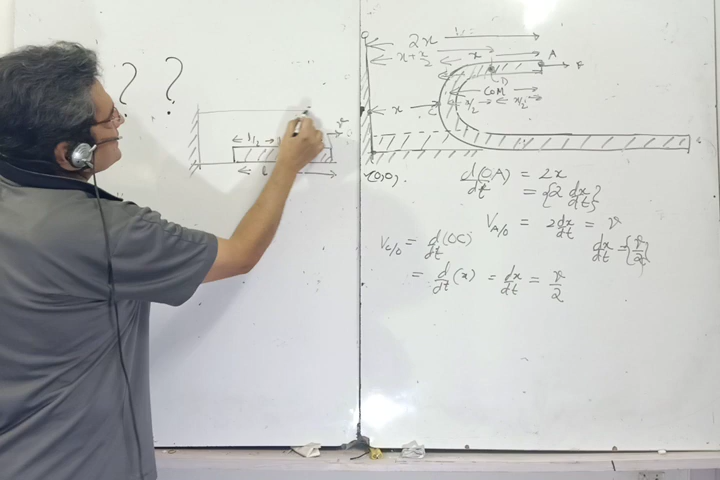 ? ?
l/2
v
l
2x
x + x/2
x
A
F
D
COM
x
C
x/2
x/2
(0,0)
d(OA)/dt = 2x
= {2 dx/dt}
V_A/O = 2dx/dt = v
dx/dt = {v/2}
V_C/O = d/dt (OC)
= d/dt (x) = dx/dt = v/2